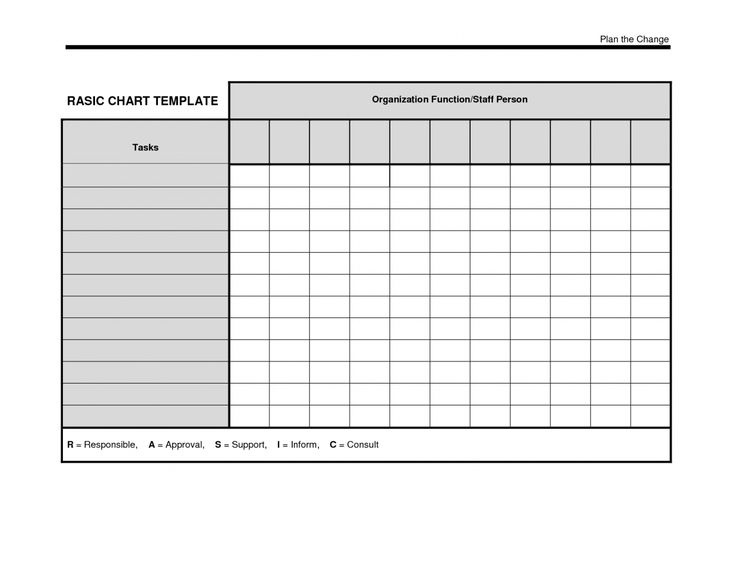 Plan the Change
RASIC CHART TEMPLATE
Organization Function/Staff Person
Tasks
R = Responsible, A = Approval, S = Support, I = Inform, C = Consult